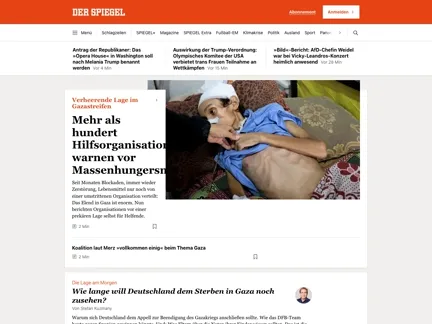 DER SPIEGEL
Abonnement
Anmelden
Menü Schlagzeilen SPIEGEL+ Magazin SPIEGEL Extra Fußball-EM Klimakrise Politik Ausland Sport
Antrag der Republikaner: Das
»Opera House« in Washington soll
nach Melania Trump benannt
werden Vor 4 Min
Auswirkung der Trump-Verordnung:
Olympisches Komitee der USA
verbietet trans Frauen Teilnahme an
Wettkämpfen Vor 15 Min
»Bild«-Bericht: AfD-Chefin Weidel
war bei Vicky-Leandros-Konzert
heimlich anwesend Vor 26 Min
Verheerende Lage im
Gazastreifen
Mehr als
hundert
Hilfsorganisation
warnen vor
Massenhungersn
Seit Monaten Blockaden, immer wieder
Zerstörung, Lebensmittel nur noch von
einer umstrittenen Organisation verteilt:
Das Elend in Gaza ist enorm. Nun
berichten Organisationen vor einer
prekären Lage selbst für Helfende.
2 Min
Koalition laut Merz »vollkommen einig« beim Thema Gaza
2 Min
Die Lage am Morgen
Wie lange will Deutschland dem Sterben in Gaza noch
zusehen?
Von Stefan Kuzmany
Warum sich Deutschland dem Appell zur Beendigung des Gazakriegs anschließen sollte. Wie das DFB-Team